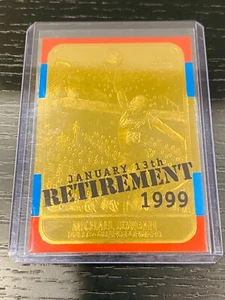 JANUARY 13th
RETIREMENT
1999
MICHAEL JORDAN